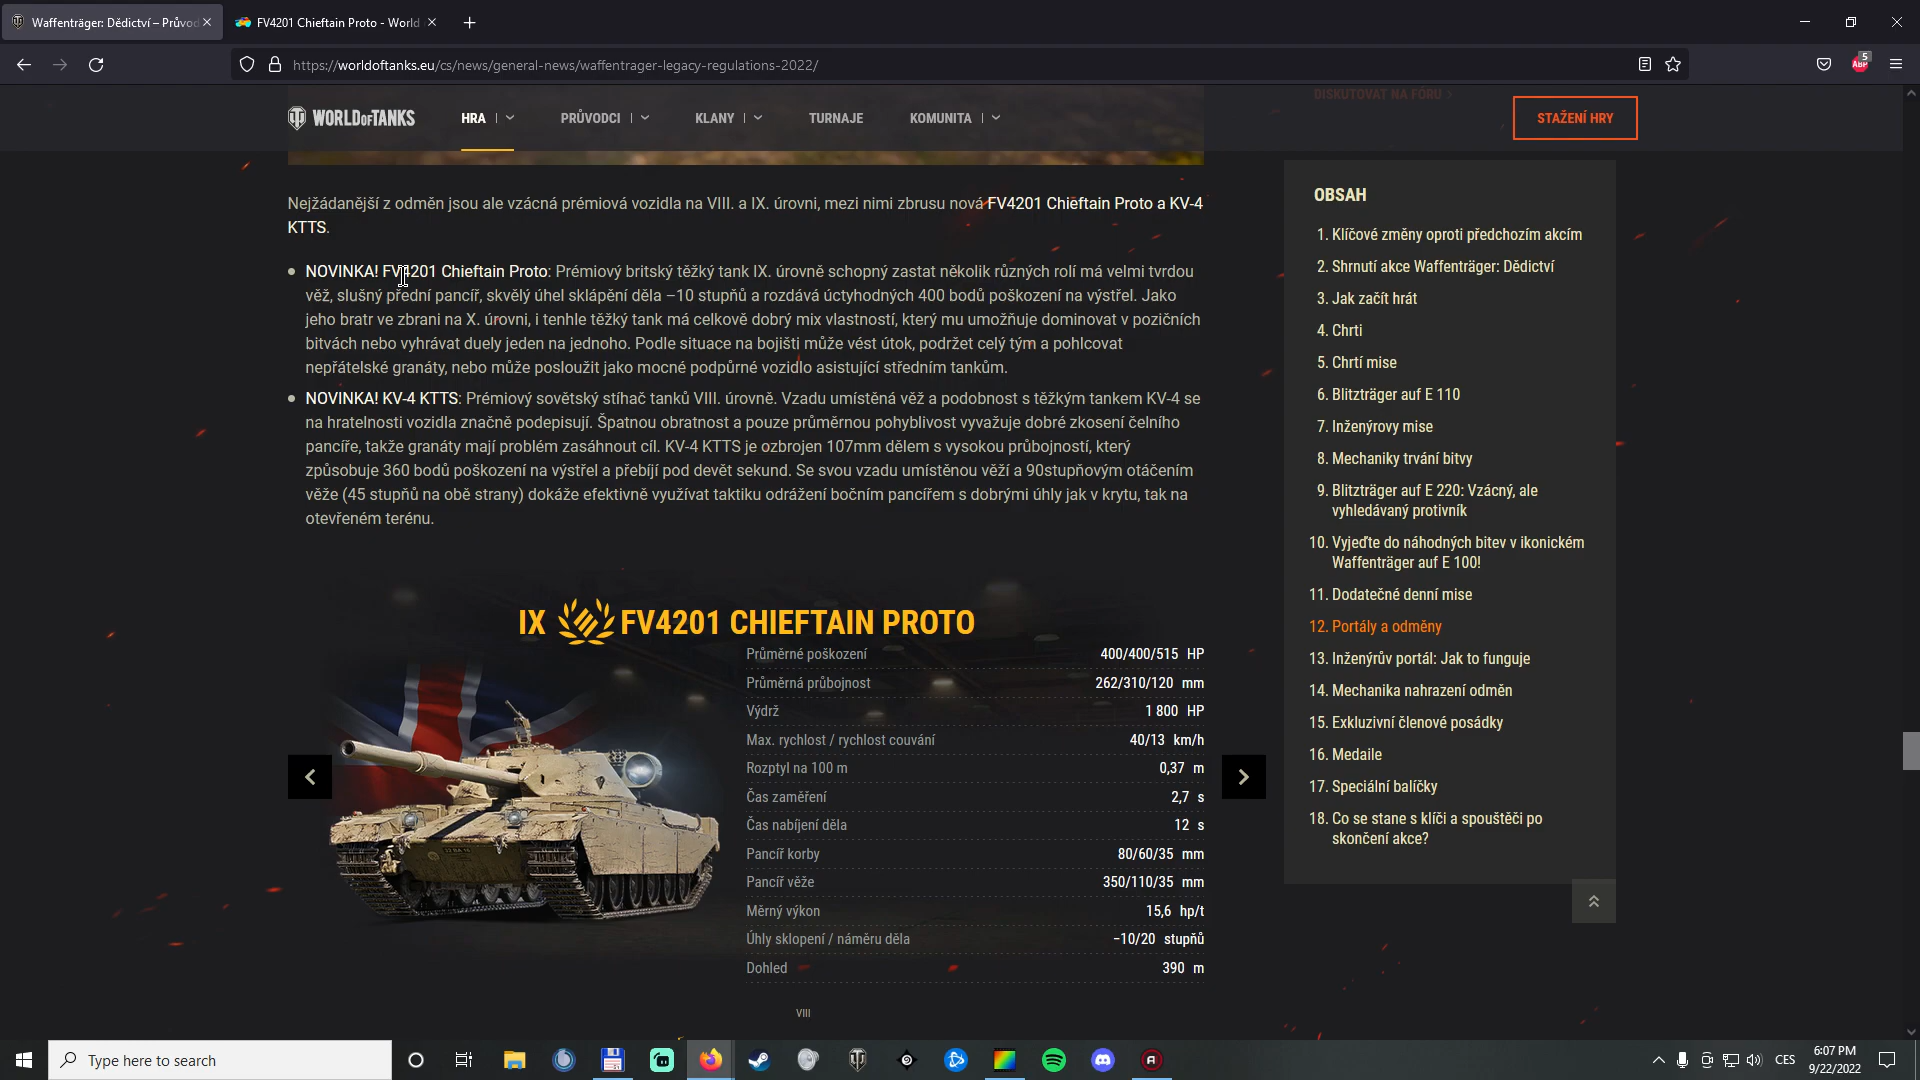 Waffenträger: Dědictví – Průvod
FV4201 Chieftain Proto - World
https://worldoftanks.eu/cs/news/general-news/waffentrager-legacy-regulations-2022/
5
ABP
WORLD OF TANKS
HRA
PRŮVODCI
KLANY
TURNAJE
KOMUNITA
DISKUTOVAT NA FÓRU
STAŽENÍ HRY
Nejžádanější z odměn jsou ale vzácná prémiová vozidla na VIII. a IX. úrovni, mezi nimi zbrusu nová FV4201 Chieftain Proto a KV-4
KTTS.
NOVINKA! FV4201 Chieftain Proto: Prémiový britský těžký tank IX. úrovně schopný zastat několik různých rolí má velmi tvrdou
věž, slušný přední pancíř, skvělý úhel sklápění děla –10 stupňů a rozdává úctyhodných 400 bodů poškození na výstřel. Jako
jeho bratr ve zbrani na X. úrovni, i tenhle těžký tank má celkově dobrý mix vlastností, který mu umožňuje dominovat v pozičních
bitvách nebo vyhrávat duely jeden na jednoho. Podle situace na bojišti může vést útok, podržet celý tým a pohlcovat
nepřátelské granáty, nebo může posloužit jako mocné podpůrné vozidlo asistující středním tankům.
NOVINKA! KV-4 KTTS: Prémiový sovětský stíhač tanků VIII. úrovně. Vzadu umístěná věž a podobnost s těžkým tankem KV-4 se
na hratelnosti vozidla značně podepisují. Špatnou obratnost a pouze průměrnou pohyblivost vyvažuje dobré zkosení čelního
pancíře, takže granáty mají problém zasáhnout cíl. KV-4 KTTS je ozbrojen 107mm dělem s vysokou průbojností, který
způsobuje 360 bodů poškození na výstřel a přebíjí pod devět sekund. Se svou vzadu umístěnou věží a 90stupňovým otáčením
věže (45 stupňů na obě strany) dokáže efektivně využívat taktiku odrážení bočním pancířem s dobrými úhly jak v krytu, tak na
otevřeném terénu.
IX FV4201 CHIEFTAIN PROTO
Průměrné poškození 400/400/515 HP
Průměrná průbojnost 262/310/120 mm
Výdrž 1 800 HP
Max. rychlost / rychlost couvání 40/13 km/h
Rozptyl na 100 m 0,37 m
Čas zaměření 2,7 s
Čas nabíjení děla 12 s
Pancíř korby 80/60/35 mm
Pancíř věže 350/110/35 mm
Měrný výkon 15,6 hp/t
Úhly sklopení / náměru děla –10/20 stupňů
Dohled 390 m
VIII
OBSAH
1. Klíčové změny oproti předchozím akcím
2. Shrnutí akce Waffenträger: Dědictví
3. Jak začít hrát
4. Chrti
5. Chrtí mise
6. Blitzträger auf E 110
7. Inženýrovy mise
8. Mechaniky trvání bitvy
9. Blitzträger auf E 220: Vzácný, ale
vyhledávaný protivník
10. Vyjeďte do náhodných bitev v ikonickém
Waffenträger auf E 100!
11. Dodatečné denní mise
12. Portály a odměny
13. Inženýrův portál: Jak to funguje
14. Mechanika nahrazení odměn
15. Exkluzivní členové posádky
16. Medaile
17. Speciální balíčky
18. Co se stane s klíči a spouštěči po
skončení akce?
Type here to search
CES
6:07 PM
9/22/2022